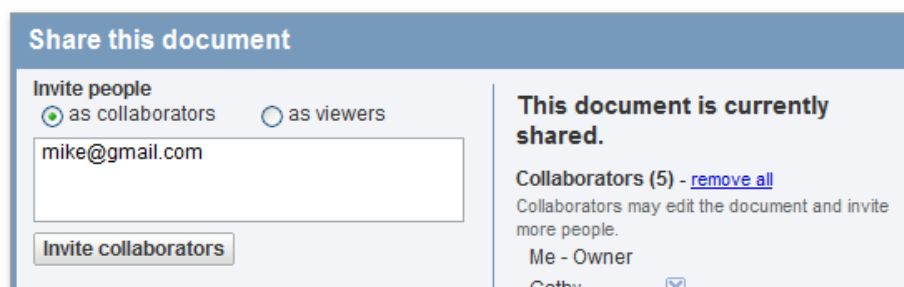 Share this document
Invite people
as collaborators as viewers
mike@gmail.com
Invite collaborators
This document is currently
shared.
Collaborators (5) - remove all
Collaborators may edit the document and invite
more people.
Me - Owner